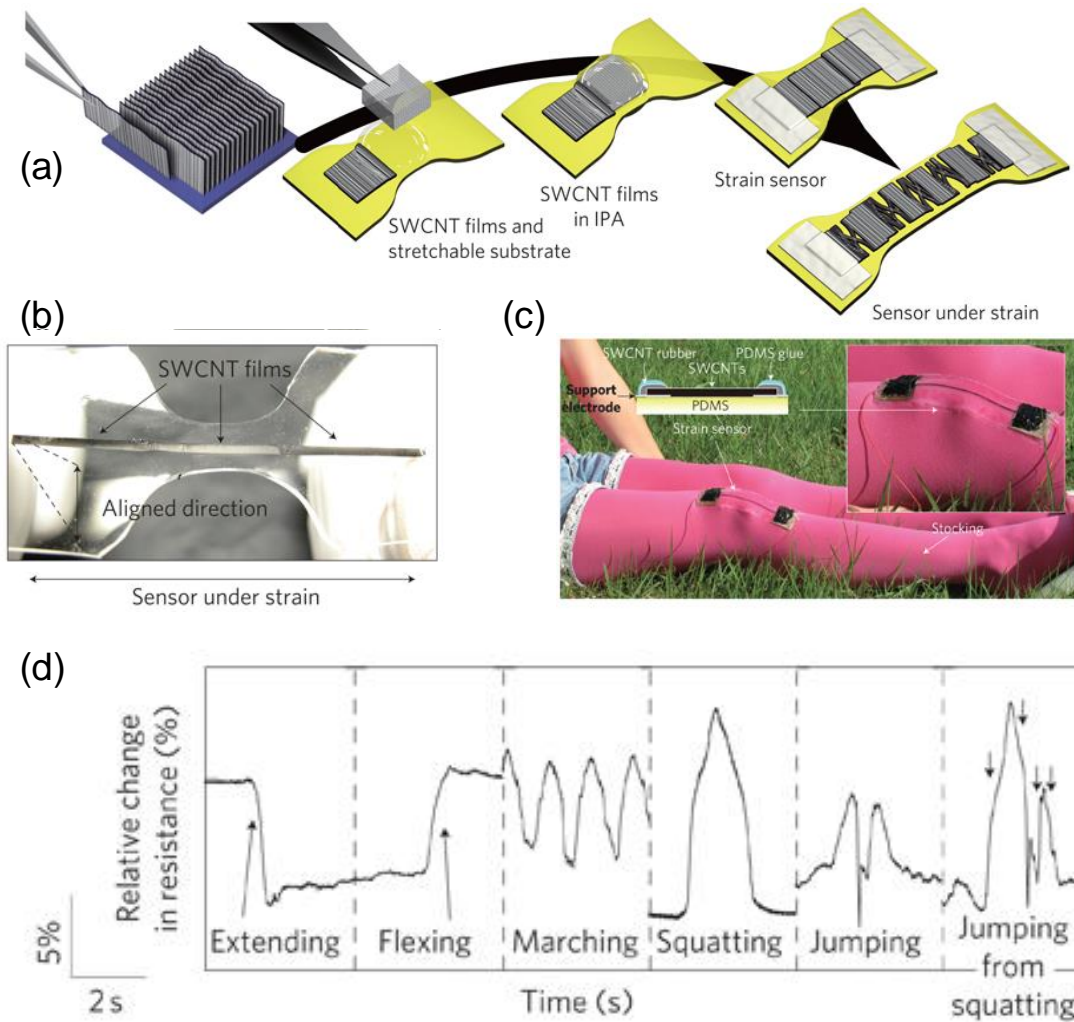 (a)
SWCNT films and
stretchable substrate
SWCNT films
in IPA
Strain sensor
Sensor under strain
(b)
SWCNT films
Aligned direction
Sensor under strain
(c)
SWCNT rubber
PDMS glue
SWCNTs
Support
electrode
PDMS
Strain sensor
Stocking
(d)
Relative change
in resistance (%)
5%
2 s
Extending
Flexing
Marching
Squatting
Jumping
Jumping
from
squatting
Time (s)